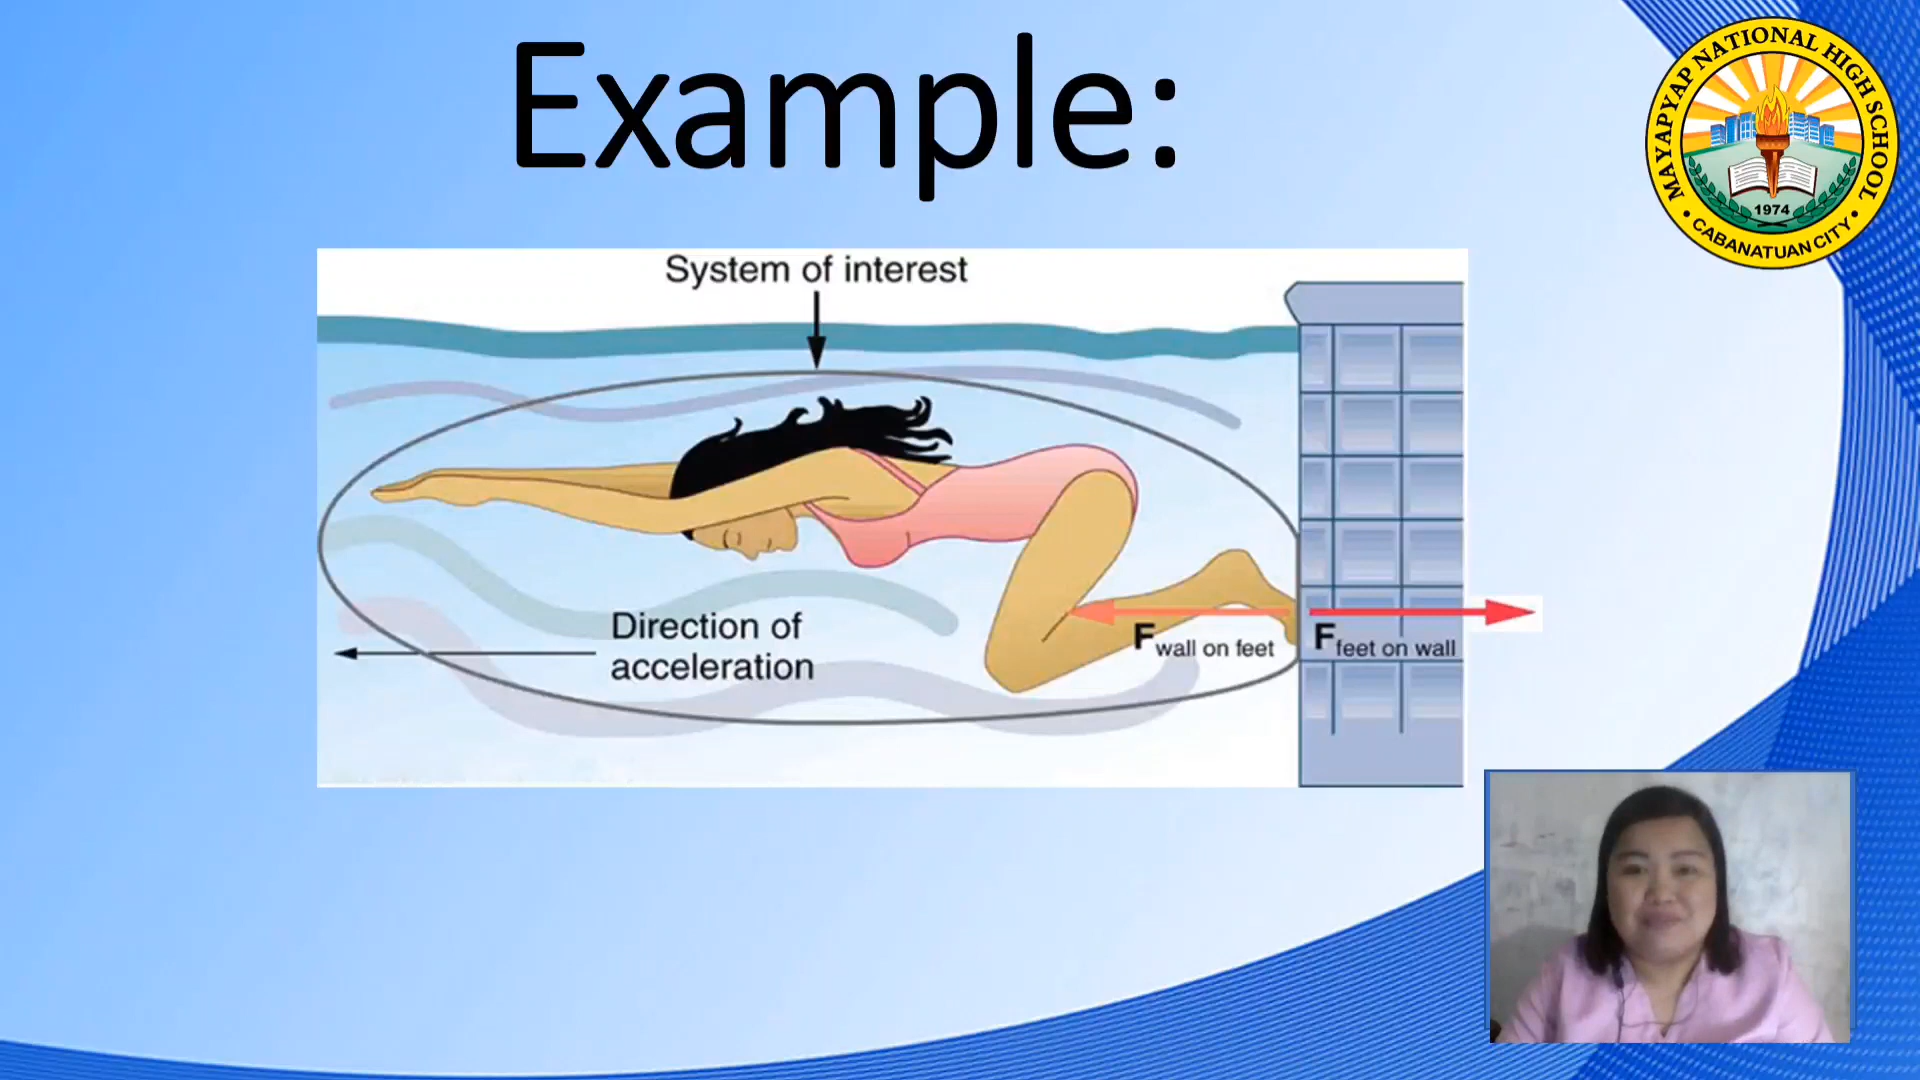 Example:
MAYAPYAP NATIONAL HIGH SCHOOL
1974
• CABANATUAN CITY •
System of interest
Direction of
acceleration
F wall on feet
F feet on wall